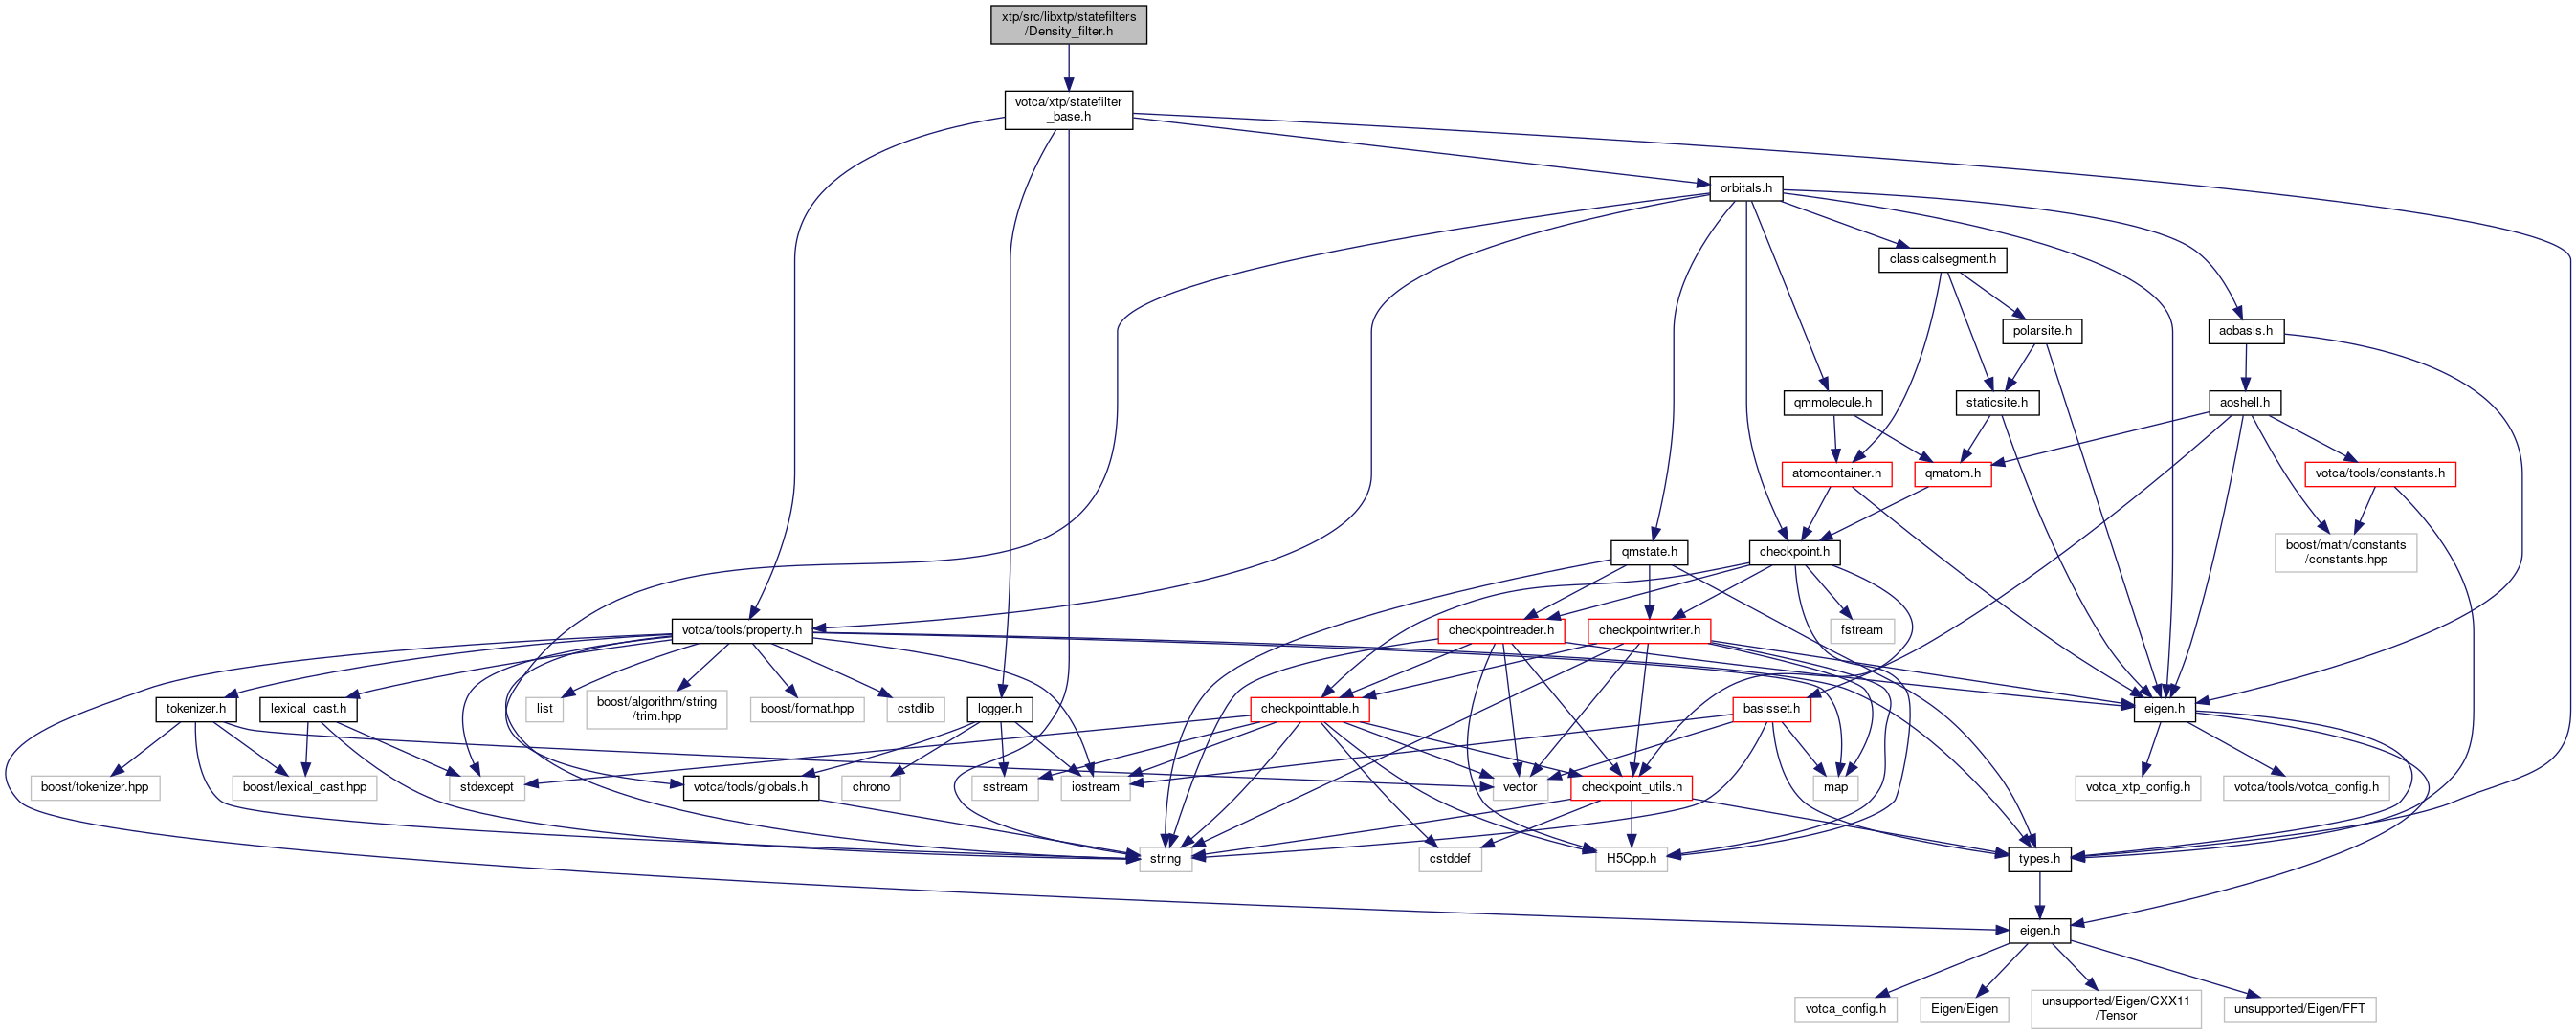 xtp/src/libxtp/statefilters
/Density_filter.h
votca/xtp/statefilter
_base.h
orbitals.h
classicalsegment.h
polarsite.h
aobasis.h
qmmolecule.h
staticsite.h
aoshell.h
atomcontainer.h
qmatom.h
votca/tools/constants.h
qmstate.h
checkpoint.h
boost/math/constants
/constants.hpp
votca/tools/property.h
checkpointreader.h
checkpointwriter.h
fstream
tokenizer.h
lexical_cast.h
list
boost/algorithm/string
/trim.hpp
boost/format.hpp
cstdlib
logger.h
checkpointtable.h
basisset.h
eigen.h
boost/tokenizer.hpp
boost/lexical_cast.hpp
stdexcept
votca/tools/globals.h
chrono
sstream
iostream
vector
checkpoint_utils.h
map
votca_xtp_config.h
votca/tools/votca_config.h
string
cstddef
H5Cpp.h
types.h
eigen.h
votca_config.h
Eigen/Eigen
unsupported/Eigen/CXX11
/Tensor
unsupported/Eigen/FFT